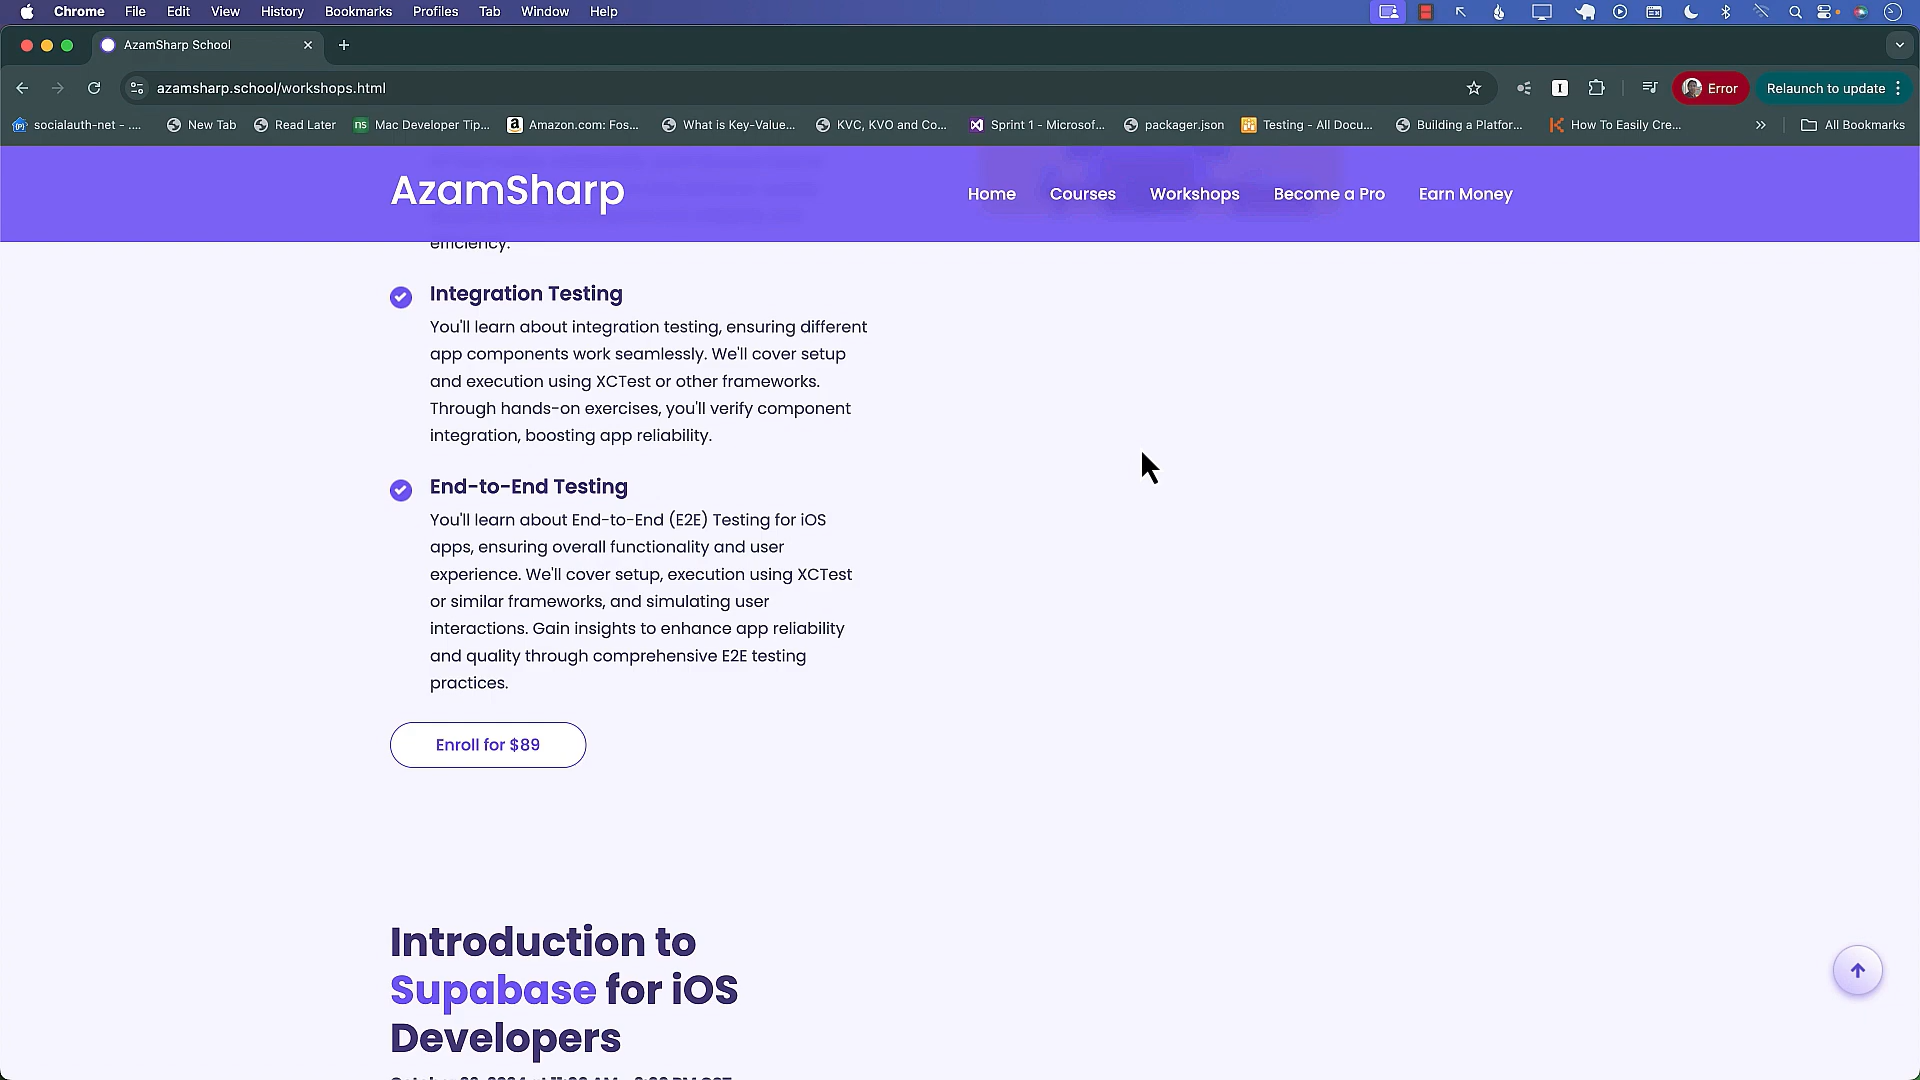 Chrome File Edit View History Bookmarks Profiles Tab Window Help
AzamSharp School
azamsharp.school/workshops.html
Error
Relaunch to update
socialauth-net - ....
New Tab
Read Later
Mac Developer Tip...
Amazon.com: Fos...
What is Key-Value...
KVC, KVO and Co...
Sprint 1 - Microsof...
packager.json
Testing - All Docu...
Building a Platfor...
How To Easily Cre...
All Bookmarks
AzamSharp
Home Courses Workshops Become a Pro Earn Money
efficiency.
Integration Testing
You'll learn about integration testing, ensuring different
app components work seamlessly. We'll cover setup
and execution using XCTest or other frameworks.
Through hands-on exercises, you'll verify component
integration, boosting app reliability.
End-to-End Testing
You'll learn about End-to-End (E2E) Testing for iOS
apps, ensuring overall functionality and user
experience. We'll cover setup, execution using XCTest
or similar frameworks, and simulating user
interactions. Gain insights to enhance app reliability
and quality through comprehensive E2E testing
practices.
Enroll for $89
Introduction to
Supabase for iOS
Developers